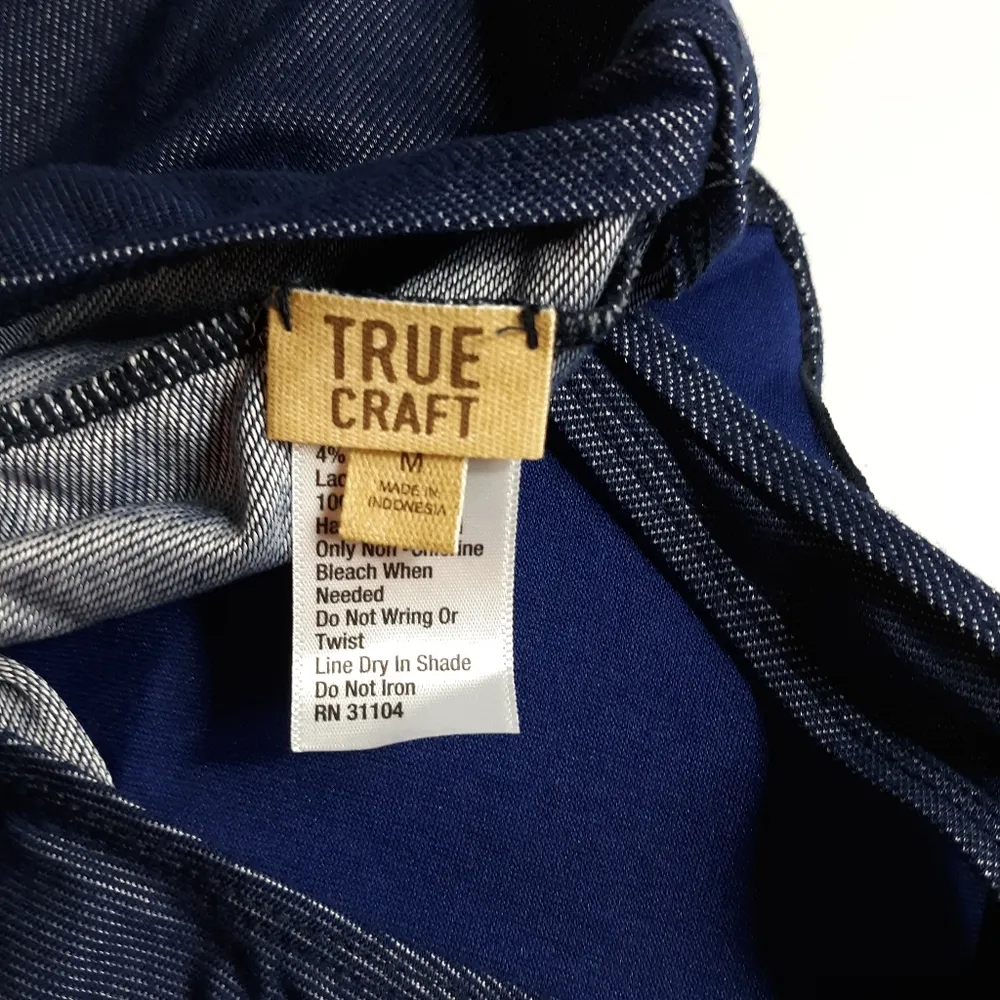 TRUE
CRAFT
M
MADE IN
INDONESIA
4%
Only Non
Bleach When
Needed
Do Not Wring Or
Twist
Line Dry In Shade
Do Not Iron
RN 31104